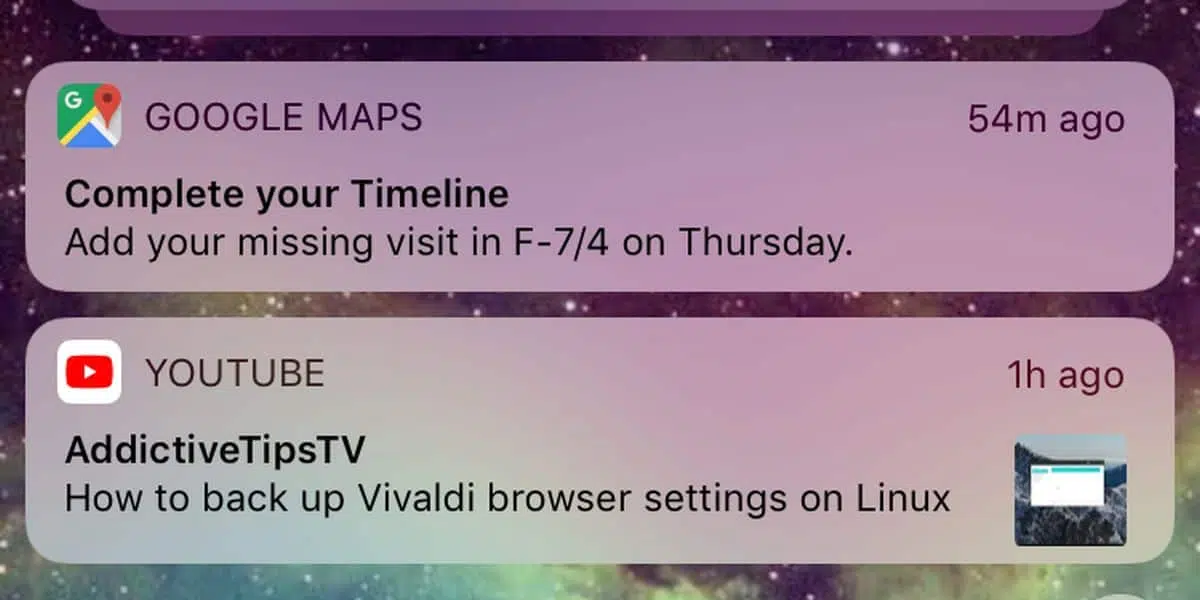 GOOGLE MAPS 54m ago
Complete your Timeline
Add your missing visit in F-7/4 on Thursday.
YOUTUBE 1h ago
AddictiveTipsTV
How to back up Vivaldi browser settings on Linux